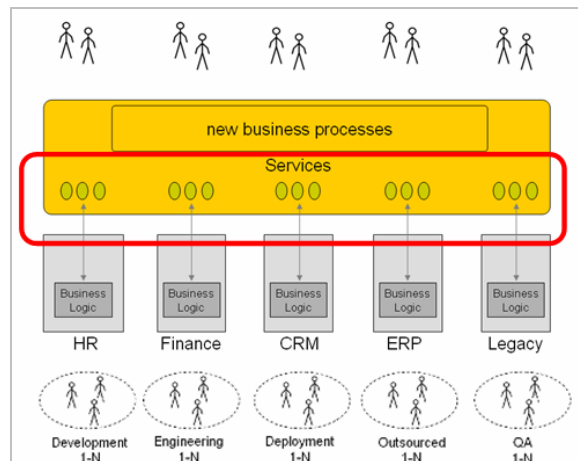 new business processes
Services
Business Logic
Business Logic
Business Logic
Business Logic
Business Logic
HR
Finance
CRM
ERP
Legacy
Development 1-N
Engineering 1-N
Deployment 1-N
Outsourced 1-N
QA 1-N